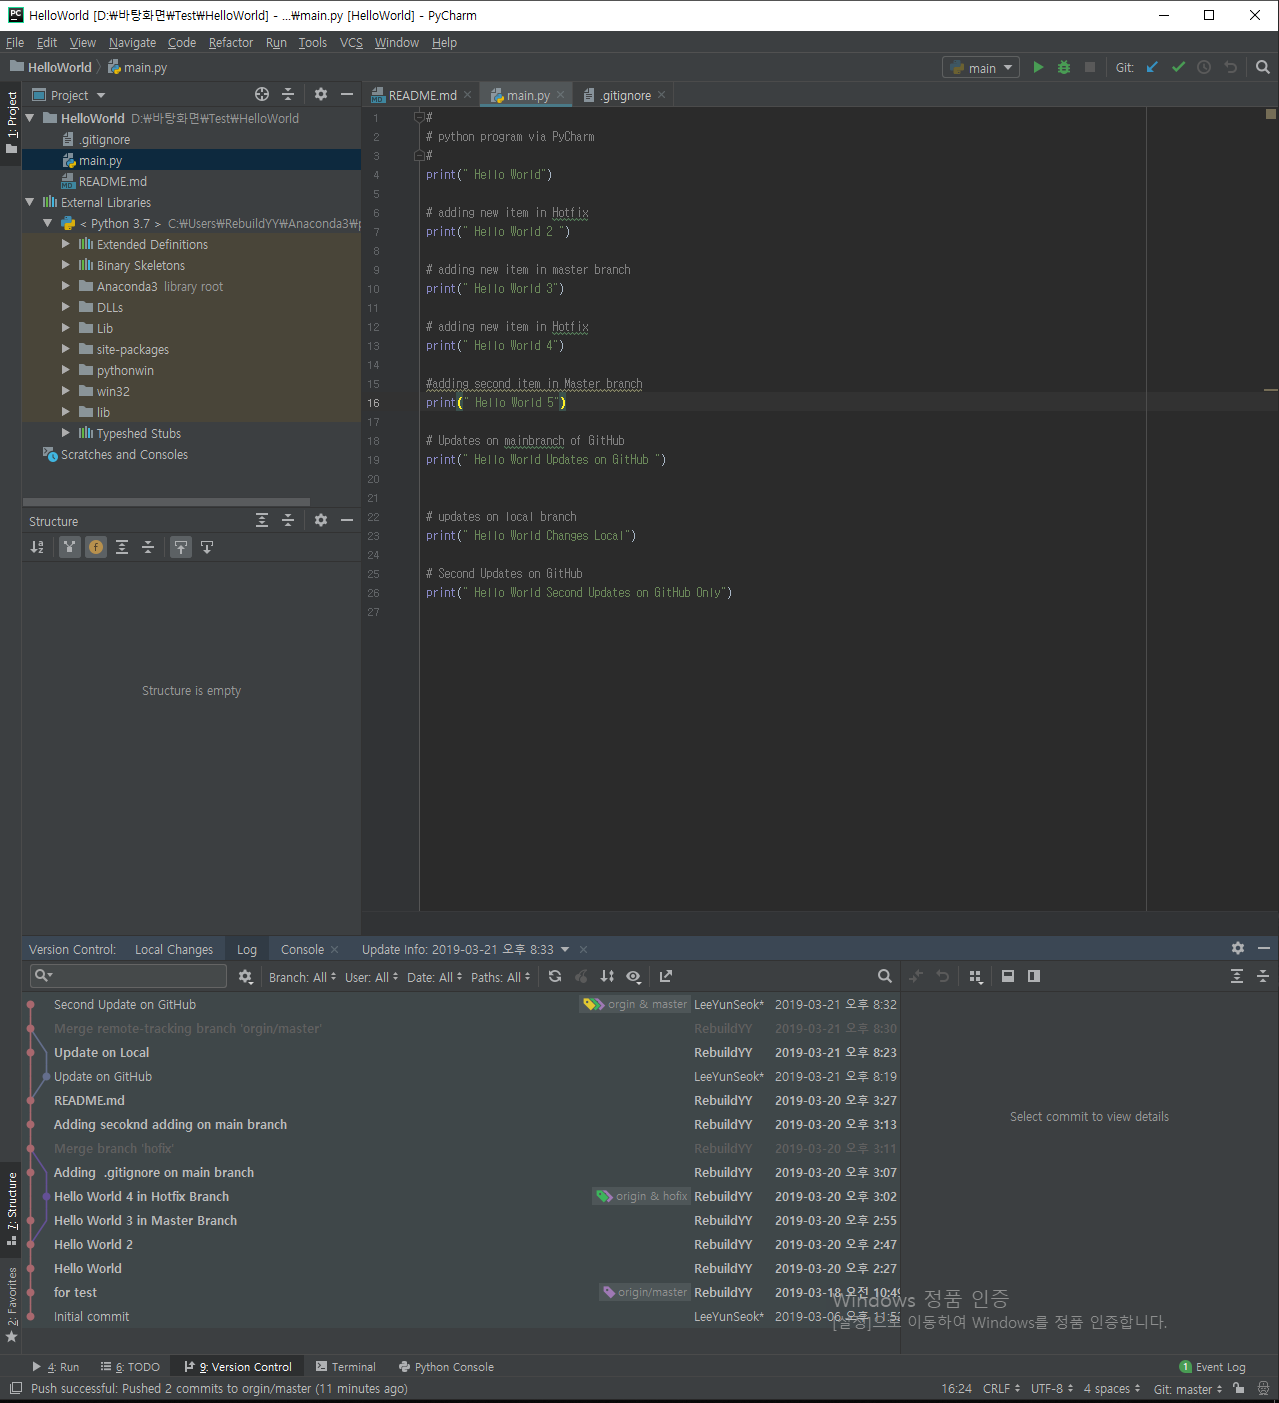 HelloWorld [D:₩바탕화면₩Test₩HelloWorld] - ...₩main.py [HelloWorld] - PyCharm
File Edit View Navigate Code Refactor Run Tools VCS Window Help
HelloWorld main.py main Git:
1: Project
Project
README.md main.py .gitignore
HelloWorld D:₩바탕화면₩Test₩HelloWorld
.gitignore
main.py
README.md
External Libraries
< Python 3.7 > C:₩Users₩RebuildYY₩Anaconda3₩p
Extended Definitions
Binary Skeletons
Anaconda3 library root
DLLs
Lib
site-packages
pythonwin
win32
lib
Typeshed Stubs
Scratches and Consoles
1 #
2 # python program via PyCharm
3 #
4 print(" Hello World")
5
6 # adding new item in Hotfix
7 print(" Hello World 2 ")
8
9 # adding new item in master branch
10 print(" Hello World 3")
11
12 # adding new item in Hotfix
13 print(" Hello World 4")
14
15 #adding second item in Master branch
16 print(" Hello World 5")
17
18 # Updates on mainbranch of GitHub
19 print(" Hello World Updates on GitHub ")
20
21
22 # updates on local branch
23 print(" Hello World Changes Local")
24
25 # Second Updates on GitHub
26 print(" Hello World Second Updates on GitHub Only")
27
Structure
Structure is empty
Version Control: Local Changes Log Console Update Info: 2019-03-21 오후 8:33
Branch: All User: All Date: All Paths: All
Second Update on GitHub orgin & master LeeYunSeok* 2019-03-21 오후 8:32
Merge remote-tracking branch 'orgin/master' RebuildYY 2019-03-21 오후 8:30
Update on Local RebuildYY 2019-03-21 오후 8:23
Update on GitHub LeeYunSeok* 2019-03-21 오후 8:19
README.md RebuildYY 2019-03-20 오후 3:27
Adding secoknd adding on main branch RebuildYY 2019-03-20 오후 3:13
Merge branch 'hofix' RebuildYY 2019-03-20 오후 3:11
Adding .gitignore on main branch RebuildYY 2019-03-20 오후 3:07
Hello World 4 in Hotfix Branch origin & hofix RebuildYY 2019-03-20 오후 3:02
Hello World 3 in Master Branch RebuildYY 2019-03-20 오후 2:55
Hello World 2 RebuildYY 2019-03-20 오후 2:47
Hello World RebuildYY 2019-03-20 오후 2:27
for test origin/master RebuildYY 2019-03-18 오전 10:49
Initial commit LeeYunSeok* 2019-03-06 오후 11:53
Select commit to view details
7: Structure
2: Favorites
Windows 정품 인증
[설정]으로 이동하여 Windows를 정품 인증합니다.
4: Run 6: TODO 9: Version Control Terminal Python Console 1 Event Log
Push successful: Pushed 2 commits to orgin/master (11 minutes ago) 16:24 CRLF UTF-8 4 spaces Git: master